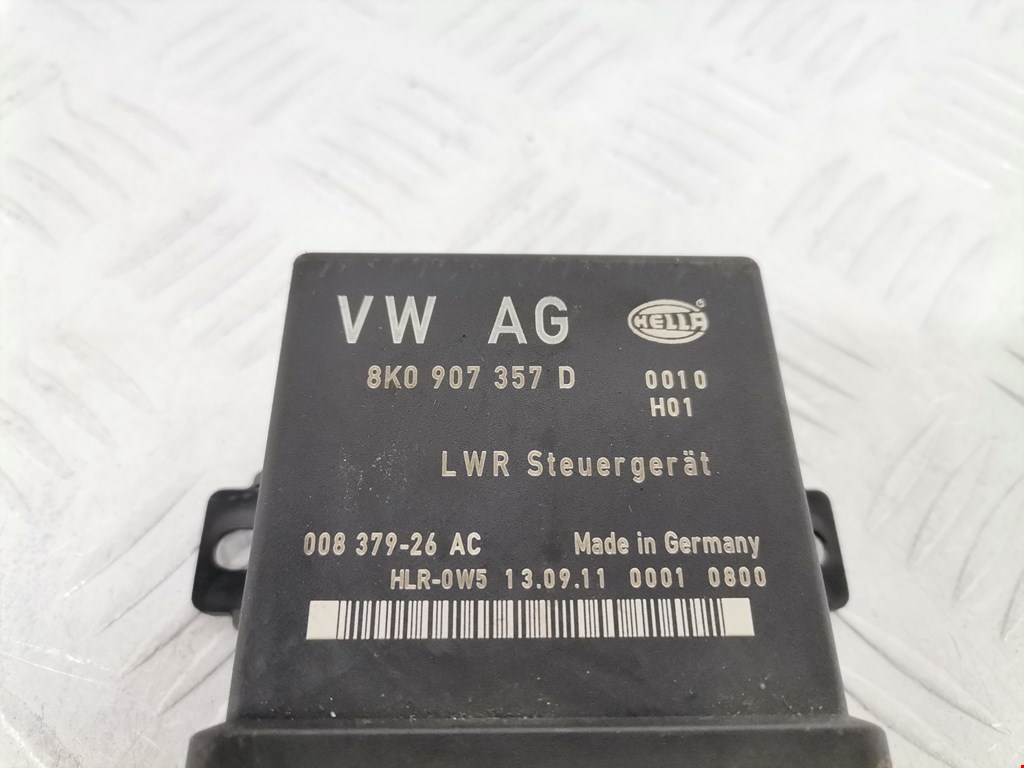 VW AG HELLA
8K0 907 357 D 0010
H01
LWR Steuergerät
008 379-26 AC Made in Germany
HLR-0W5 13.09.11 0001 0800